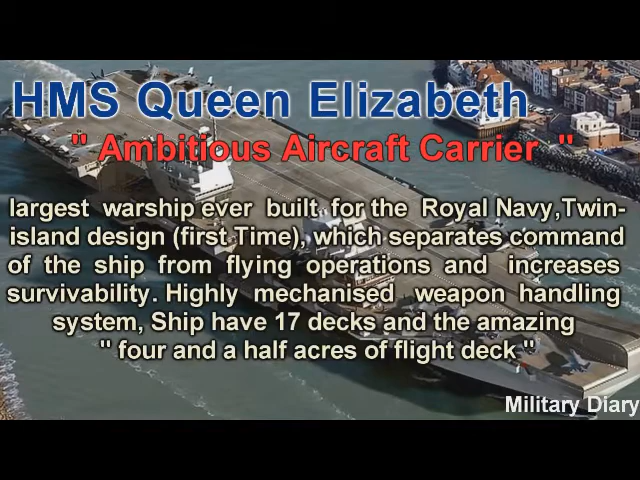 HMS Queen Elizabeth
" Ambitious Aircraft Carrier "
largest warship ever built for the Royal Navy,Twin-
island design (first Time), which separates command
of the ship from flying operations and increases
survivability. Highly mechanised weapon handling
system, Ship have 17 decks and the amazing
" four and a half acres of flight deck "
Military Diary